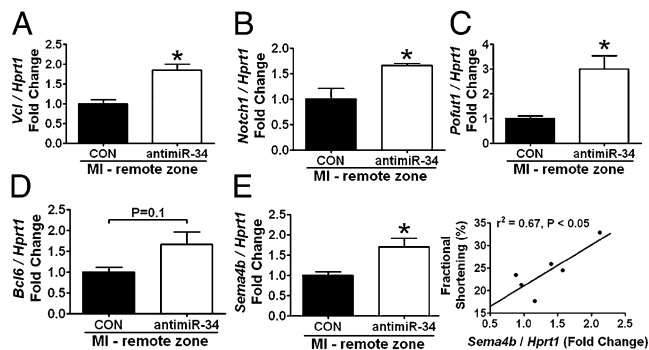 A
Vcl / Hprt1
Fold Change
2.5
2.0
1.5
1.0
0.5
0.0
*
CON
antimiR-34
MI - remote zone
B
Notch1 / Hprt1
Fold Change
2.0
1.5
1.0
0.5
0.0
*
CON
antimiR-34
MI - remote zone
C
Pofut1 / Hprt1
Fold Change
4
3
2
1
0
*
CON
antimiR-34
MI - remote zone
D
Bcl6 / Hprt1
Fold Change
2.5
2.0
1.5
1.0
0.5
0.0
P=0.1
CON
antimiR-34
MI - remote zone
E
Sema4b / Hprt1
Fold Change
2.5
2.0
1.5
1.0
0.5
0.0
*
CON
antimiR-34
MI - remote zone
Fractional
Shortening (%)
35
30
25
20
15
r² = 0.67, P < 0.05
0.5 1.0 1.5 2.0 2.5
Sema4b / Hprt1 (Fold Change)